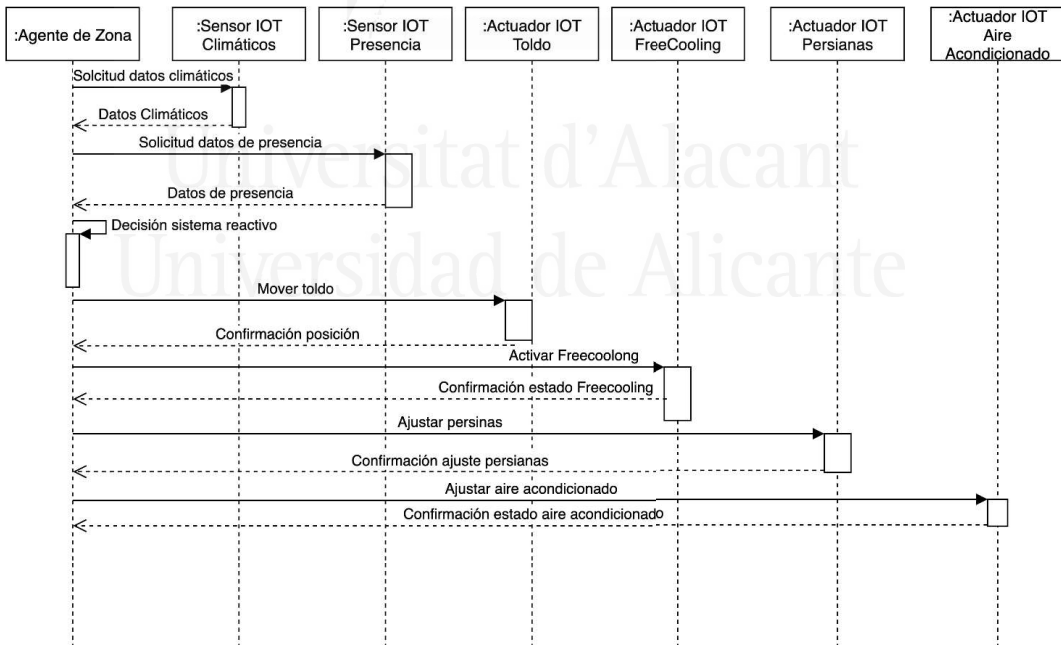 :Agente de Zona
:Sensor IOT
Climáticos
:Sensor IOT
Presencia
:Actuador IOT
Toldo
:Actuador IOT
FreeCooling
:Actuador IOT
Persianas
:Actuador IOT
Aire
Acondicionado
Solcitud datos climáticos
Datos Climáticos
Solicitud datos de presencia
Universitat d'Alacant
Datos de presencia
Decisión sistema reactivo
Universidad de Alicante
Mover toldo
Confirmación posición
Activar Freecoolong
Confirmación estado Freecooling
Ajustar persinas
Confirmación ajuste persianas
Ajustar aire acondicionado
Confirmación estado aire acondicionado